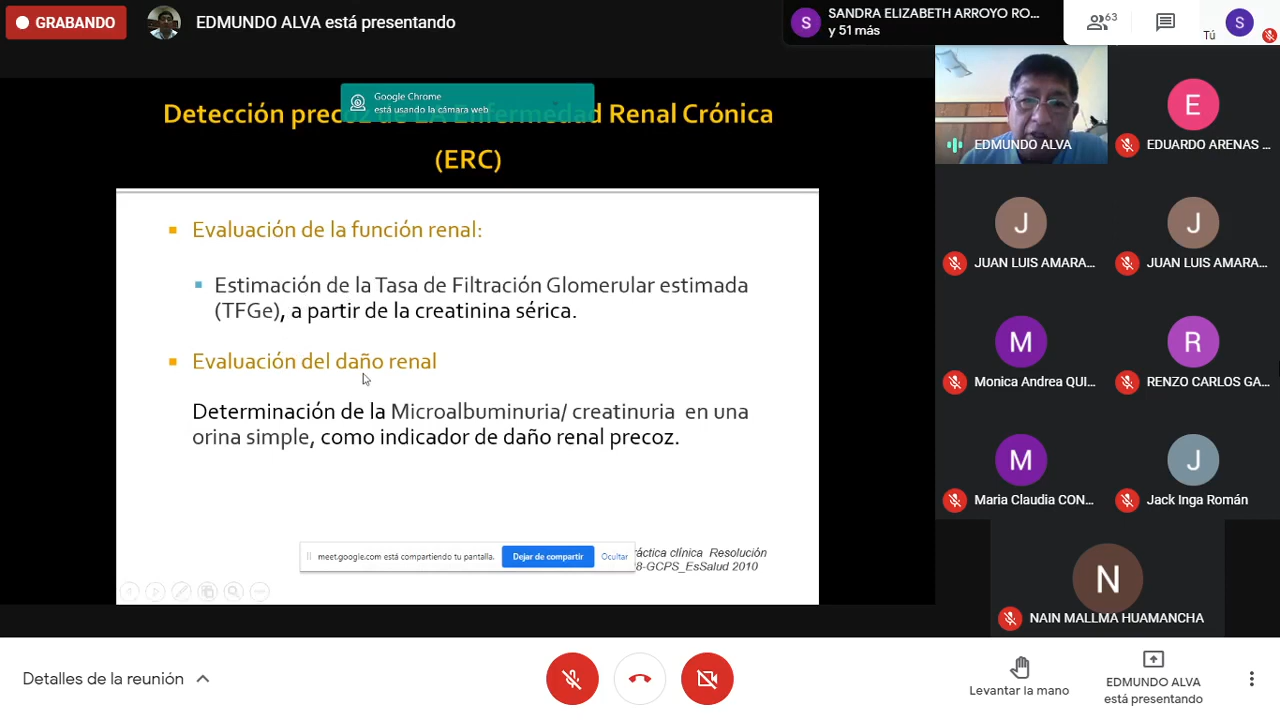 GRABANDO
EDMUNDO ALVA está presentando
SANDRA ELIZABETH ARROYO RO...
y 51 más
63
Tú
S
S
Google Chrome
está usando la cámara web
Detección precoz de LA Enfermedad Renal Crónica
(ERC)
Evaluación de la función renal:
Estimación de la Tasa de Filtración Glomerular estimada
(TFGe), a partir de la creatinina sérica.
Evaluación del daño renal
Determinación de la Microalbuminuria/ creatinuria en una
orina simple, como indicador de daño renal precoz.
meet.google.com está compartiendo tu pantalla.
Dejar de compartir
Ocultar
práctica clínica Resolución
8-GCPS_EsSalud 2010
EDMUNDO ALVA
E
EDUARDO ARENAS ...
J
JUAN LUIS AMARA...
J
JUAN LUIS AMARA...
M
Monica Andrea QUI...
R
RENZO CARLOS GA...
M
Maria Claudia CON...
J
Jack Inga Román
N
NAIN MALLMA HUAMANCHA
Detalles de la reunión
Levantar la mano
EDMUNDO ALVA
está presentando